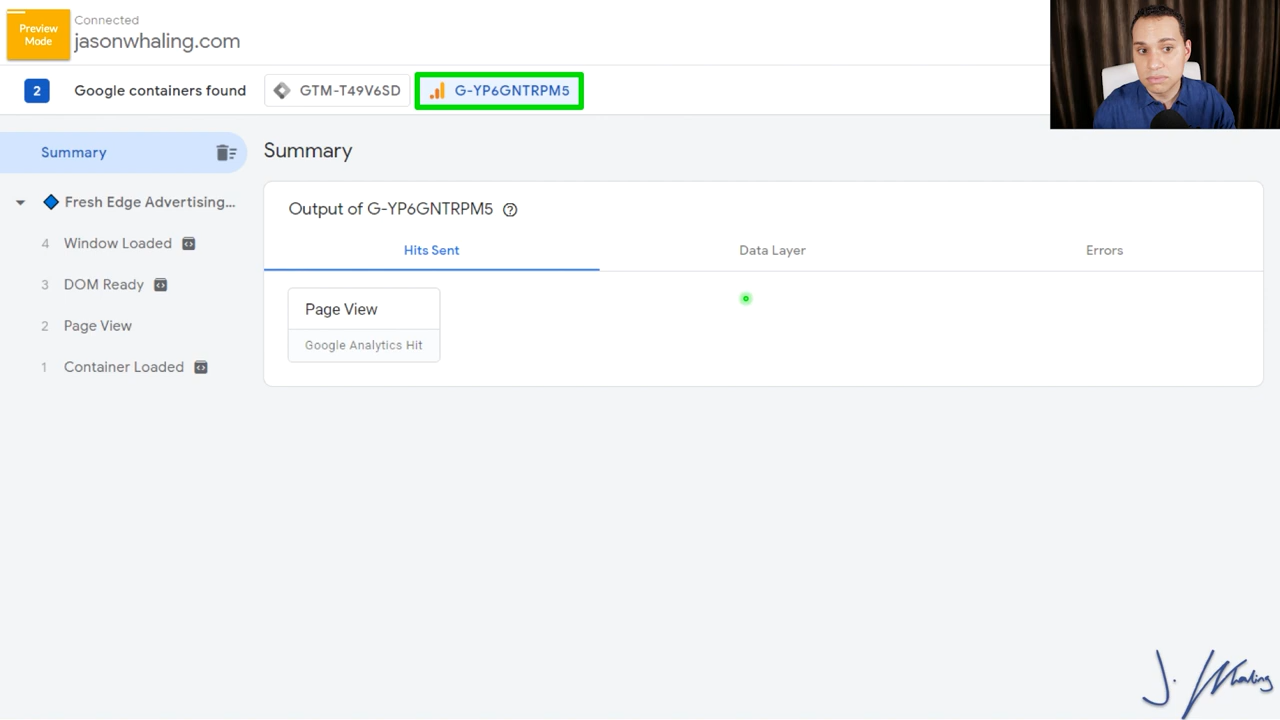 Preview
Mode
Connected
jasonwhaling.com
2
Google containers found
GTM-T49V6SD
G-YP6GNTRPM5
Summary
Fresh Edge Advertising...
4 Window Loaded
3 DOM Ready
2 Page View
1 Container Loaded
Summary
Output of G-YP6GNTRPM5
Hits Sent
Data Layer
Errors
Page View
Google Analytics Hit
J. Whaling